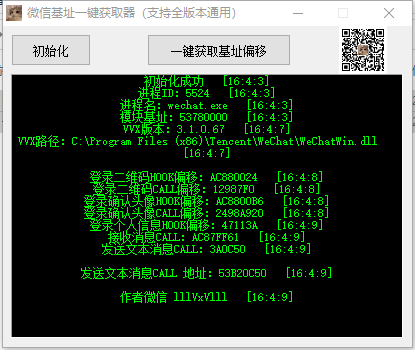 微信基址一键获取器（支持全版本通用）
初始化
一键获取基址偏移
初始化成功 [16:4:3]
进程ID: 5524 [16:4:3]
进程名: wechat.exe [16:4:3]
模块基址: 53780000 [16:4:3]
VVX版本: 3.1.0.67 [16:4:7]
VVX路径: C:\Program Files (x86)\Tencent\WeChat\WeChatWin.dll
[16:4:7]
登录二维码HOOK偏移: AC880024 [16:4:8]
登录二维码CALL偏移: 12987F0 [16:4:8]
登录确认头像HOOK偏移: AC8800B6 [16:4:8]
登录确认头像CALL偏移: 2498A920 [16:4:8]
登录个人信息HOOK偏移: 47113A [16:4:9]
接收消息CALL: AC87FF61 [16:4:9]
发送文本消息CALL: 3A0C50 [16:4:9]
发送文本消息CALL 地址: 53B20C50 [16:4:9]
作者微信 lllVxVlll [16:4:9]